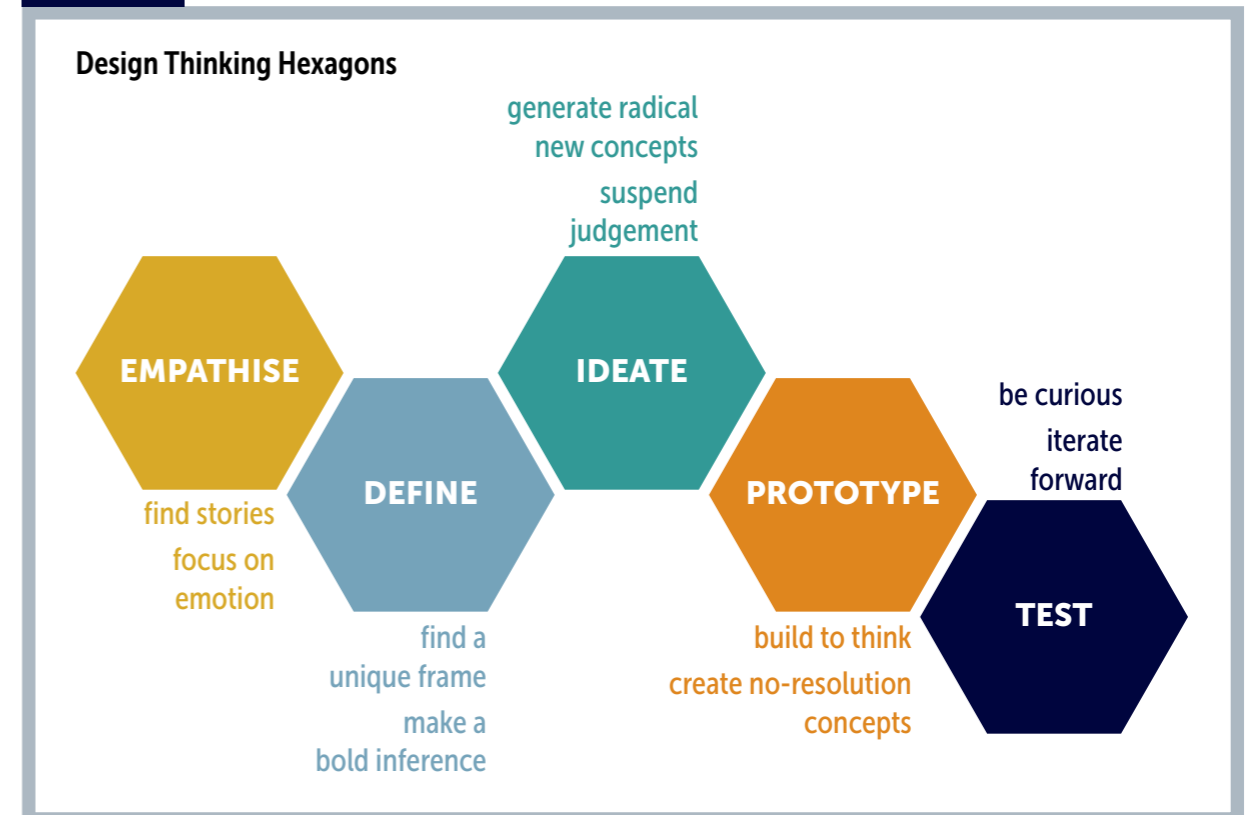 Design Thinking Hexagons
EMPATHISE
find stories
focus on
emotion
DEFINE
find a
unique frame
make a
bold inference
generate radical
new concepts
suspend
judgement
IDEATE
PROTOTYPE
build to think
create no-resolution
concepts
be curious
iterate
forward
TEST